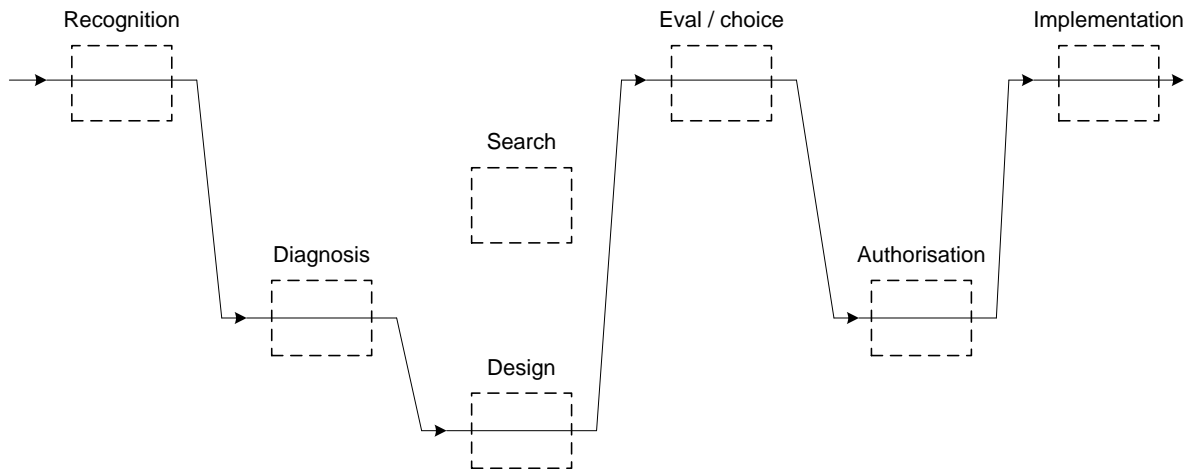 Recognition
Eval / choice
Implementation
Search
Diagnosis
Authorisation
Design